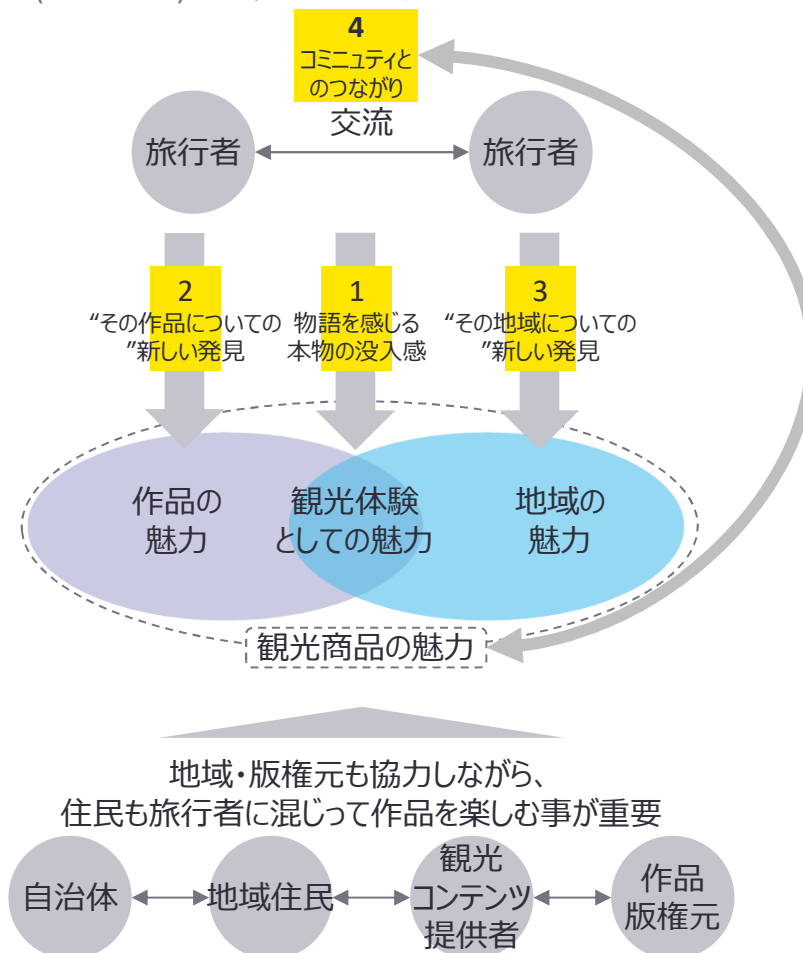 4
コミニュティと
のつながり
交流
旅行者
旅行者
2
“その作品についての
”新しい発見
1
物語を感じる
本物の没入感
3
“その地域についての
”新しい発見
作品の
魅力
観光体験
としての魅力
地域の
魅力
観光商品の魅力
地域・版権元も協力しながら、
住民も旅行者に混じって作品を楽しむ事が重要
自治体
地域住民
観光
コンテンツ
提供者
作品
版権元